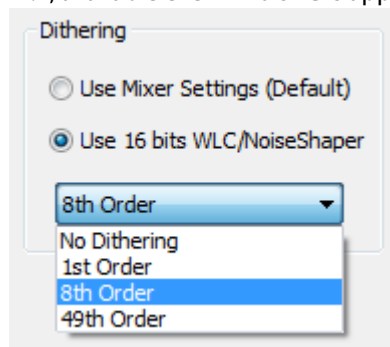 Dithering
Use Mixer Settings (Default)
Use 16 bits WLC/NoiseShaper
8th Order
No Dithering
1st Order
8th Order
49th Order